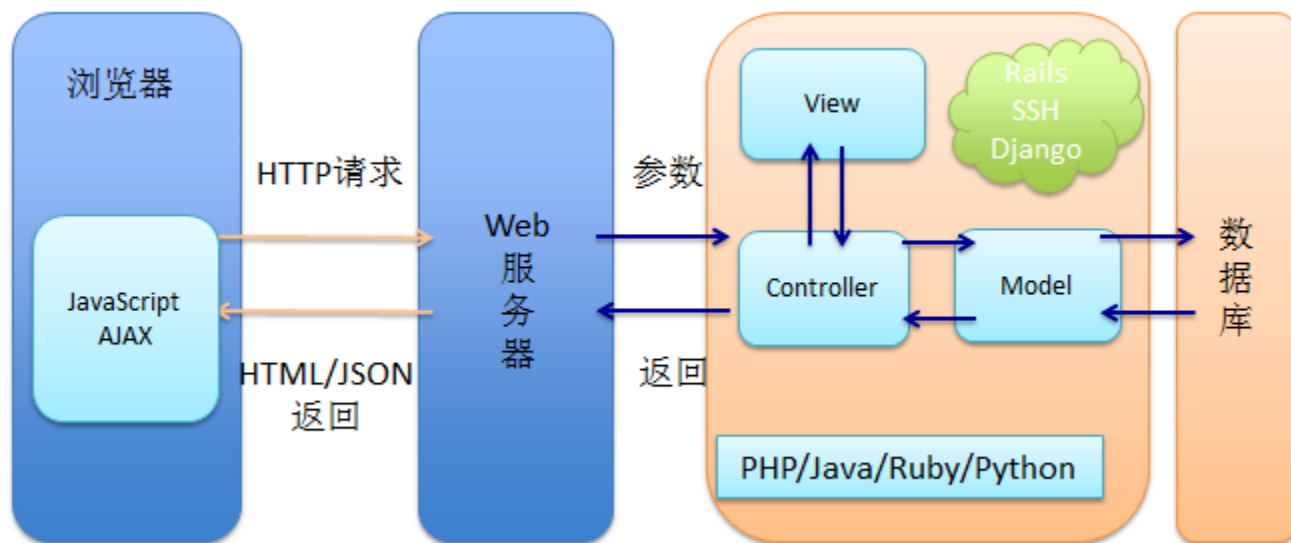 浏览器
JavaScript
AJAX
HTTP请求
HTML/JSON
返回
Web
服
务
器
参数
返回
View
Rails
SSH
Django
Controller
Model
PHP/Java/Ruby/Python
数
据
库